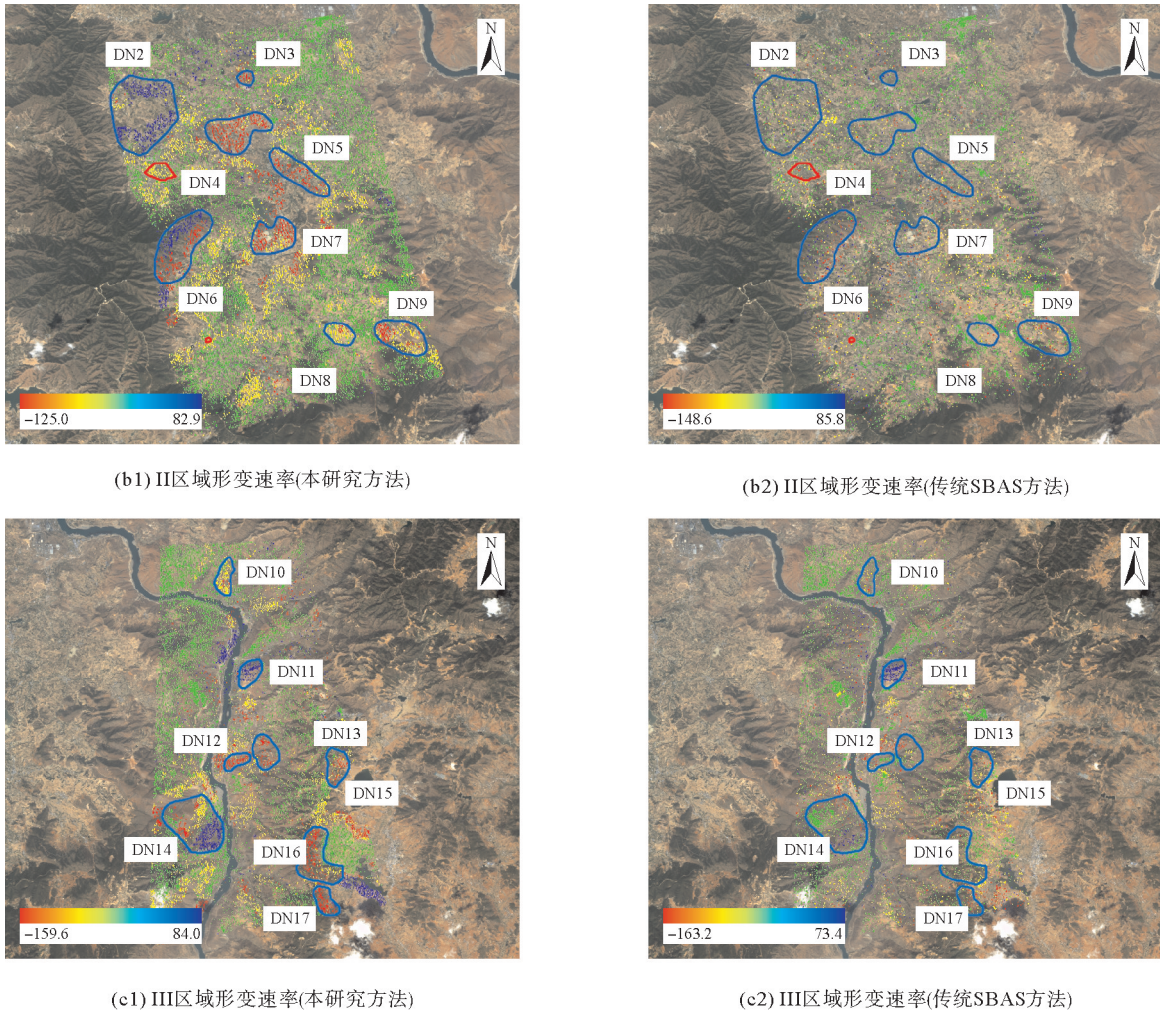 N
DN2
DN3
DN5
DN4
DN7
DN6
DN9
DN8
−125.0 82.9
(b1) II区域形变速率(本研究方法)
N
DN2
DN3
DN5
DN4
DN7
DN6
DN9
DN8
−148.6 85.8
(b2) II区域形变速率(传统SBAS方法)
N
DN10
DN11
DN12
DN13
DN15
DN14
DN16
DN17
−159.6 84.0
(c1) III区域形变速率(本研究方法)
N
DN10
DN11
DN12
DN13
DN15
DN14
DN16
DN17
−163.2 73.4
(c2) III区域形变速率(传统SBAS方法)